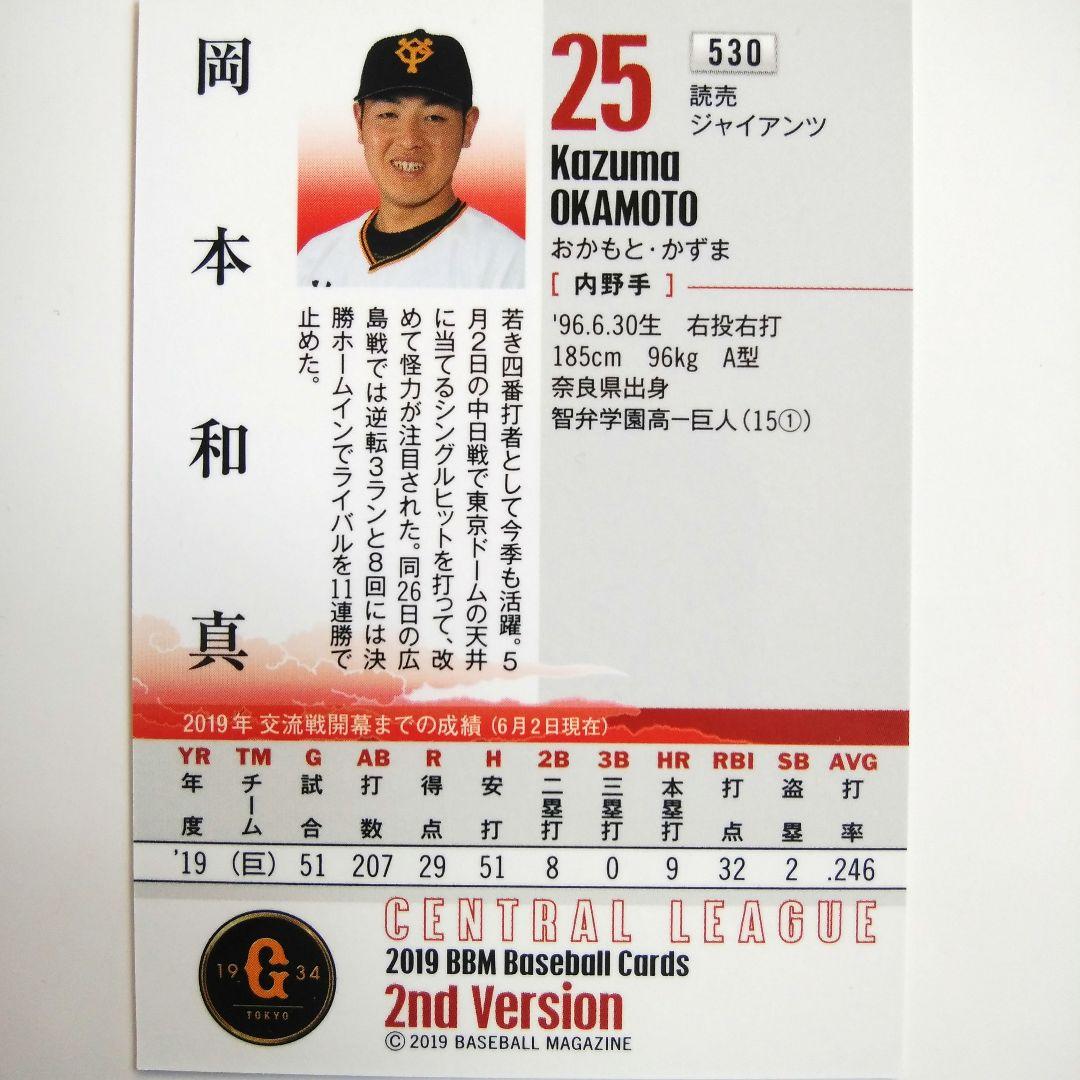 岡本和真
25
530
読売
ジャイアンツ
Kazuma
OKAMOTO
おかもと・かずま
[ 内野手 ]
'96.6.30生 右投右打
185cm 96kg A型
奈良県出身
智弁学園高ー巨人(15①)
若き四番打者として今季も活躍。5
月2日の中日戦で東京ドームの天井
に当てるシングルヒットを打って、改
めて怪力が注目された。同26日の広
島戦では逆転3ランと8回には決
勝ホームインでライバルを11連勝で
止めた。
2019年 交流戦開幕までの成績(6月2日現在)
YR TM G AB R H 2B 3B HR RBI SB AVG
年度 チーム 試合 打数 得点 安打 二塁打 三塁打 本塁打 打点 盗塁 打率
'19 (巨) 51 207 29 51 8 0 9 32 2 .246
CENTRAL LEAGUE
2019 BBM Baseball Cards
2nd Version
© 2019 BASEBALL MAGAZINE
19 G 34
TOKYO